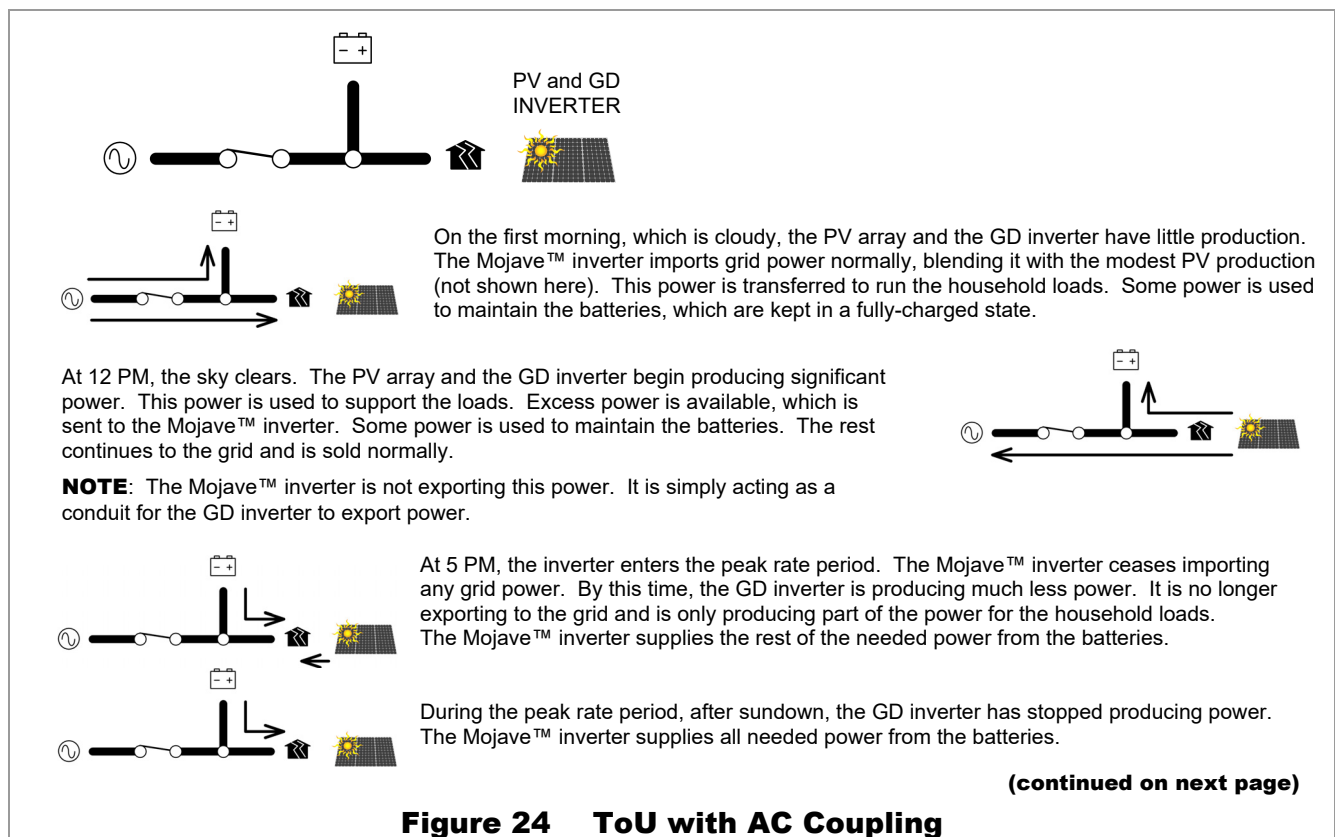 - +
PV and GD
INVERTER
- +
On the first morning, which is cloudy, the PV array and the GD inverter have little production.
The Mojave™ inverter imports grid power normally, blending it with the modest PV production
(not shown here).  This power is transferred to run the household loads.  Some power is used
to maintain the batteries, which are kept in a fully-charged state.
At 12 PM, the sky clears.  The PV array and the GD inverter begin producing significant
power.  This power is used to support the loads.  Excess power is available, which is
sent to the Mojave™ inverter.  Some power is used to maintain the batteries.  The rest
continues to the grid and is sold normally.
- +
NOTE:  The Mojave™ inverter is not exporting this power.  It is simply acting as a
conduit for the GD inverter to export power.
- +
At 5 PM, the inverter enters the peak rate period.  The Mojave™ inverter ceases importing
any grid power.  By this time, the GD inverter is producing much less power.  It is no longer
exporting to the grid and is only producing part of the power for the household loads.
The Mojave™ inverter supplies the rest of the needed power from the batteries.
- +
During the peak rate period, after sundown, the GD inverter has stopped producing power.
The Mojave™ inverter supplies all needed power from the batteries.
(continued on next page)
Figure 24    ToU with AC Coupling